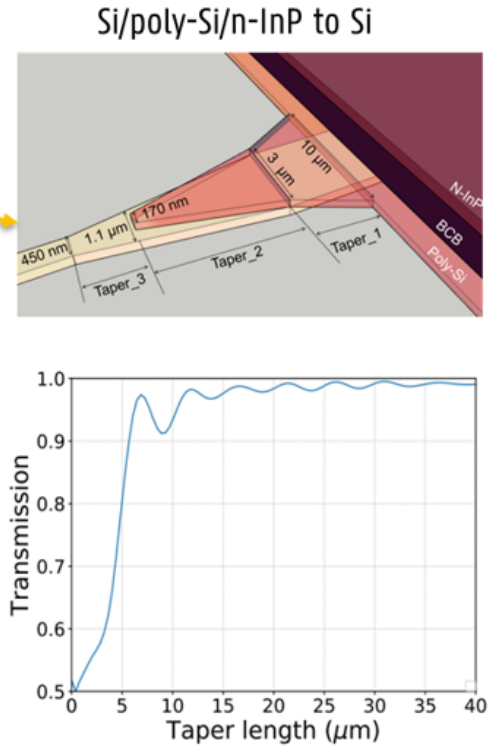 Si/poly-Si/n-InP to Si
10 μm
3 μm
N-InP
170 nm
BCB
1.1 μm
450 nm
Taper_1
Poly-Si
Taper_2
Taper_3
1.0
0.9
0.8
0.7
0.6
0.5
Transmission
0 5 10 15 20 25 30 35 40
Taper length (μm)